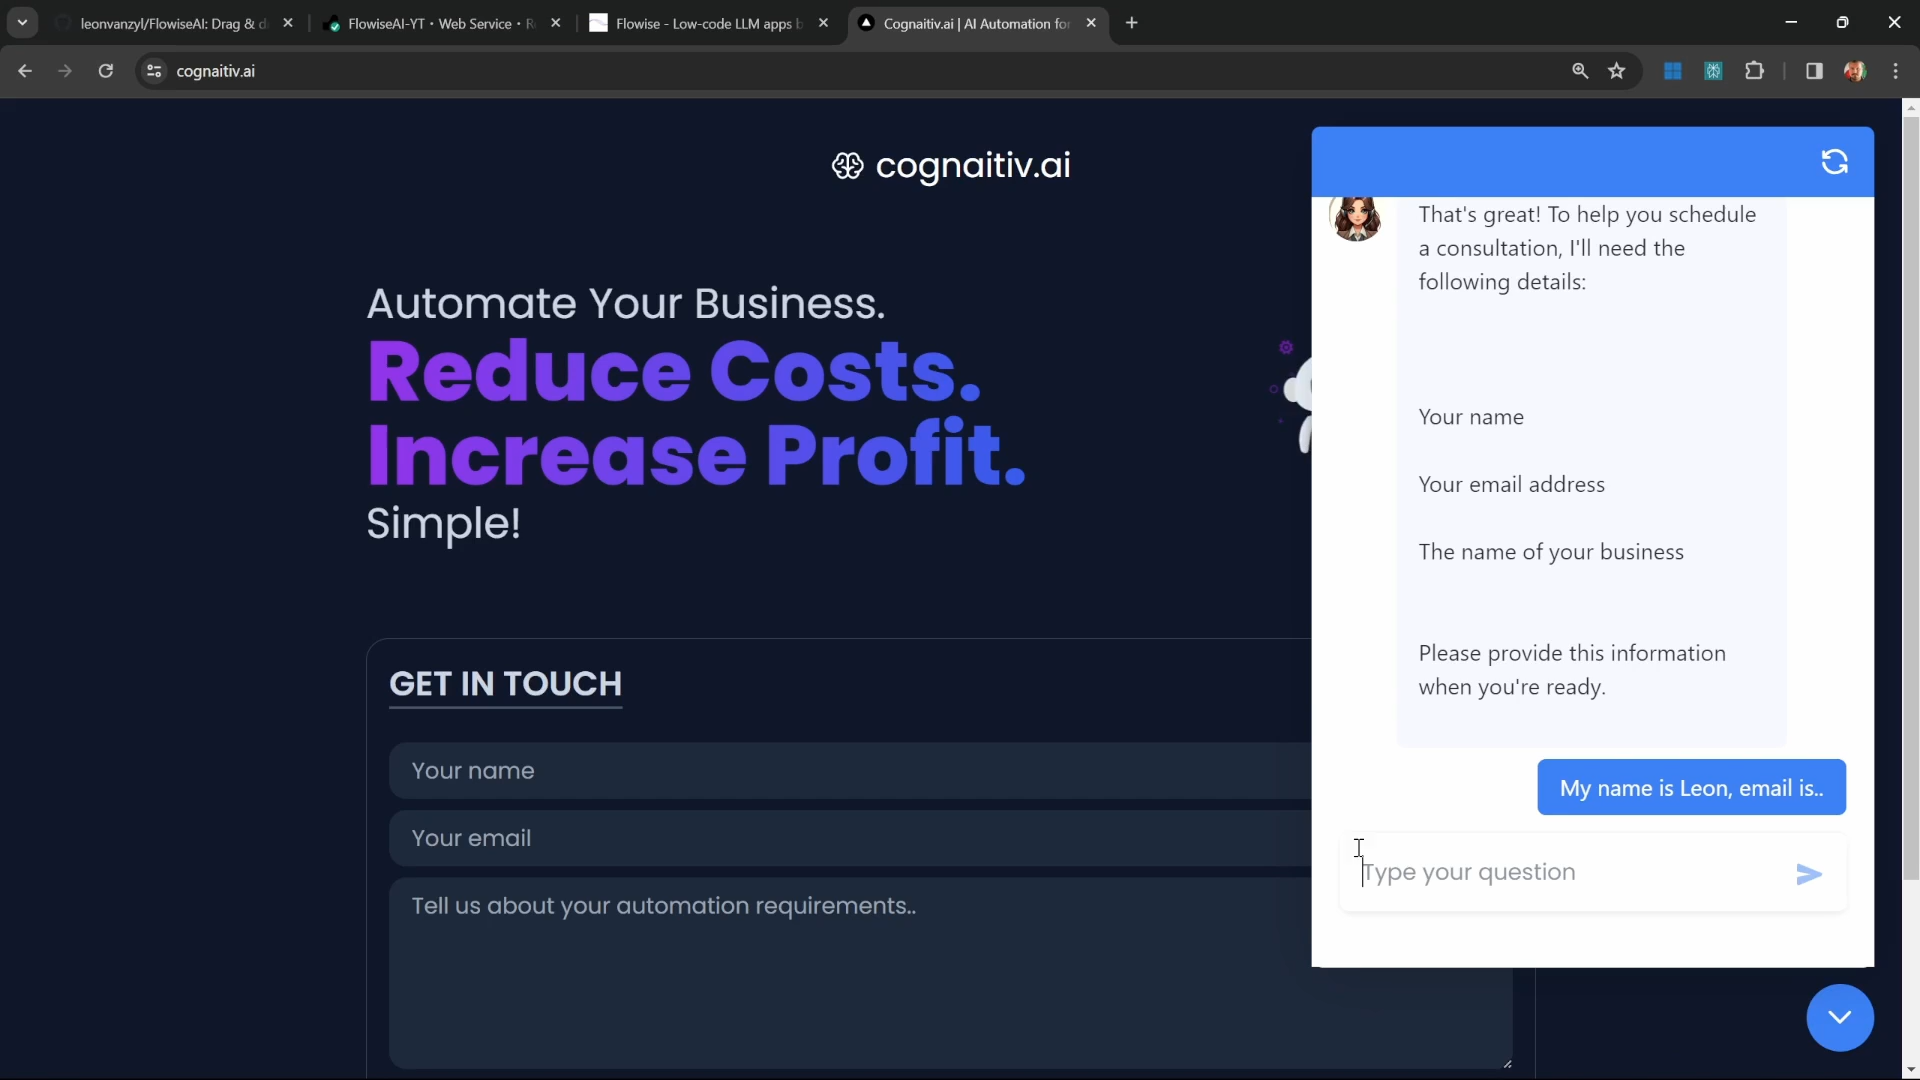 leonvanzyl/FlowiseAI: Drag & d
FlowiseAI-YT • Web Service • R
Flowise - Low-code LLM apps b
Cognaitiv.ai | AI Automation for
cognaitiv.ai
cognaitiv.ai
Automate Your Business.
Reduce Costs.
Increase Profit.
Simple!
GET IN TOUCH
Your name
Your email
Tell us about your automation requirements..
That's great! To help you schedule
a consultation, I'll need the
following details:
Your name
Your email address
The name of your business
Please provide this information
when you're ready.
My name is Leon, email is..
Type your question